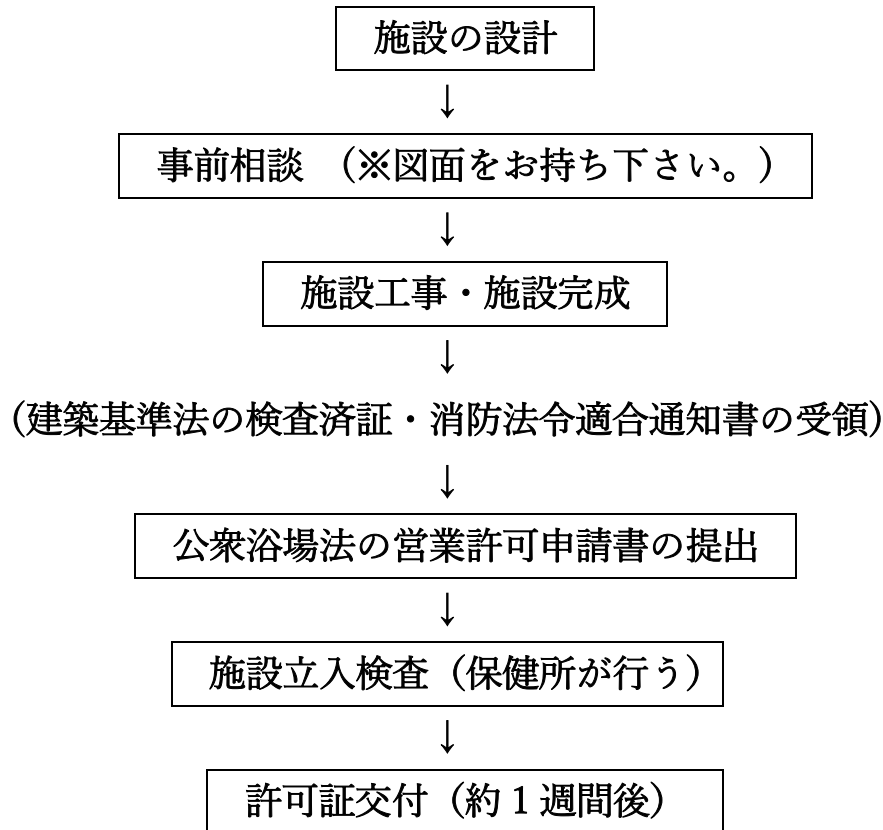 施設の設計
↓
事前相談 （※図面をお持ち下さい。）
↓
施設工事・施設完成
↓
（建築基準法の検査済証・消防法令適合通知書の受領）
↓
公衆浴場法の営業許可申請書の提出
↓
施設立入検査（保健所が行う）
↓
許可証交付（約１週間後）